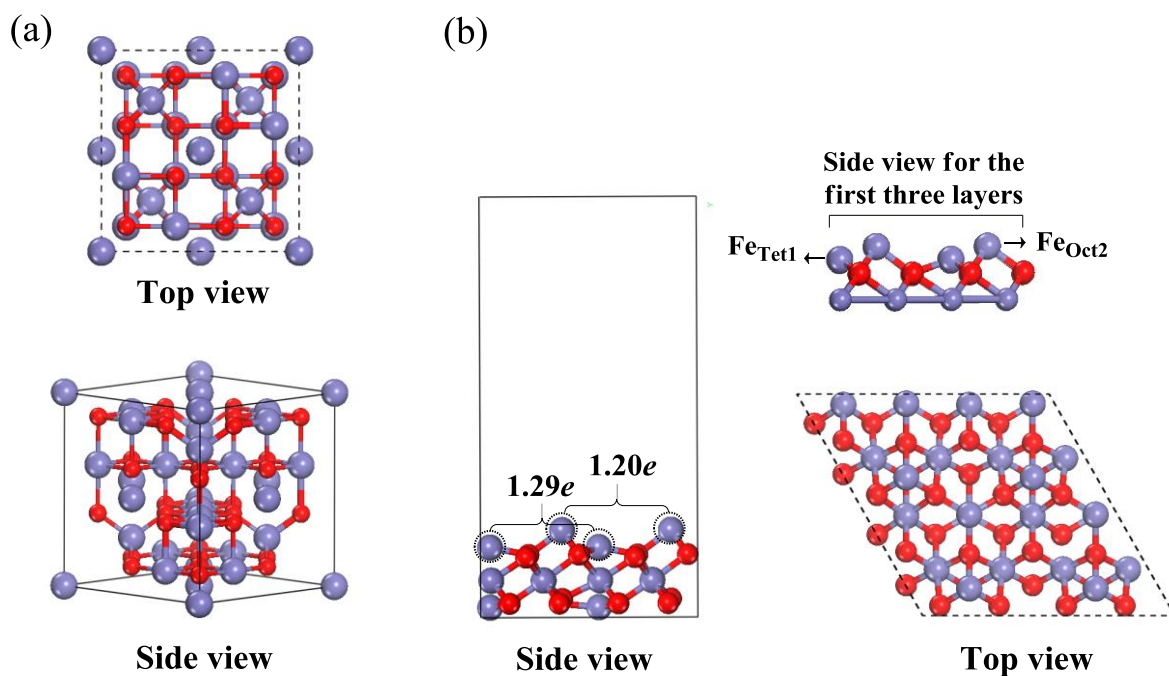 (a)
Top view
Side view
(b)
1.29e
1.20e
Side view
Side view for the
first three layers
FeTet1
FeOct2
Top view